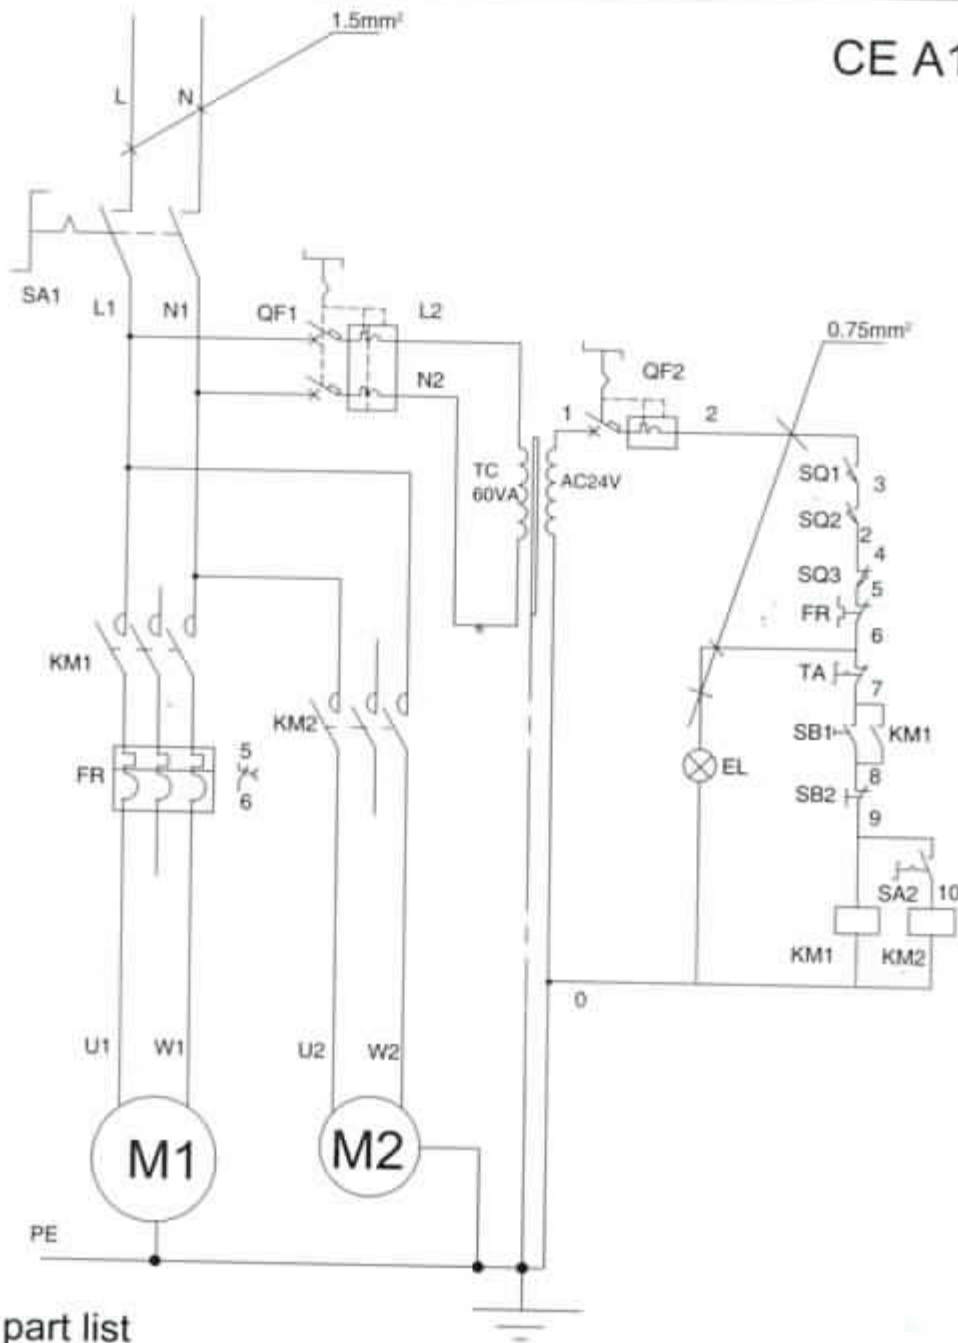 1.5mm²
CE A1
L
N
SA1
L1
N1
QF1
L2
N2
0.75mm²
QF2
1
2
TC
60VA
AC24V
SQ1
3
SQ2
2
4
SQ3
5
FR
6
KM1
TA
7
KM2
SB1
KM1
FR
5
6
EL
8
SB2
9
SA2
10
KM1
KM2
0
U1
W1
U2
W2
M1
M2
PE
part list